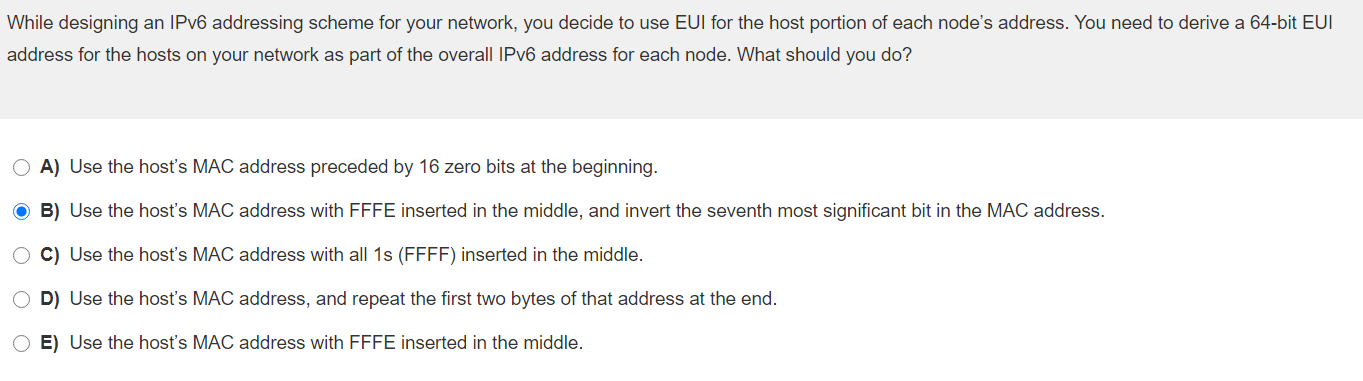 While designing an IPv6 addressing scheme for your network, you decide to use EUI for the host portion of each node’s address. You need to derive a 64-bit EUI
address for the hosts on your network as part of the overall IPv6 address for each node. What should you do?
A) Use the host’s MAC address preceded by 16 zero bits at the beginning.
B) Use the host’s MAC address with FFFE inserted in the middle, and invert the seventh most significant bit in the MAC address.
C) Use the host’s MAC address with all 1s (FFFF) inserted in the middle.
D) Use the host’s MAC address, and repeat the first two bytes of that address at the end.
E) Use the host’s MAC address with FFFE inserted in the middle.